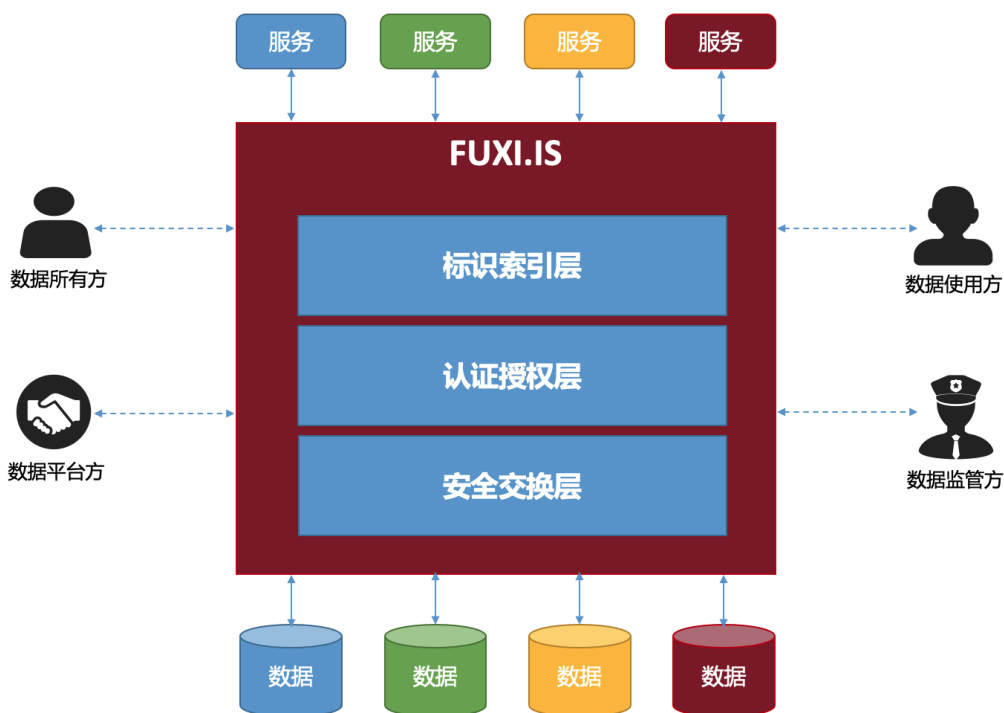 服务
服务
服务
服务
FUXI.IS
标识索引层
认证授权层
安全交换层
数据所有方
数据使用方
数据平台方
数据监管方
数据
数据
数据
数据